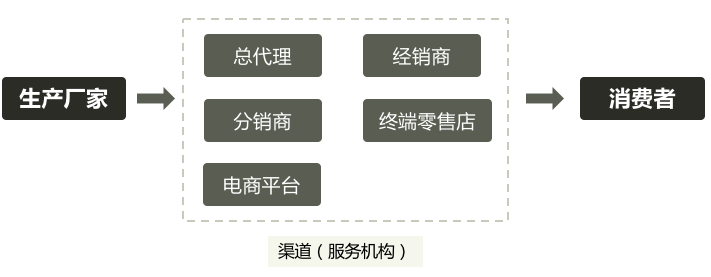 生产厂家
总代理
经销商
分销商
终端零售店
电商平台
消费者
渠道（服务机构）